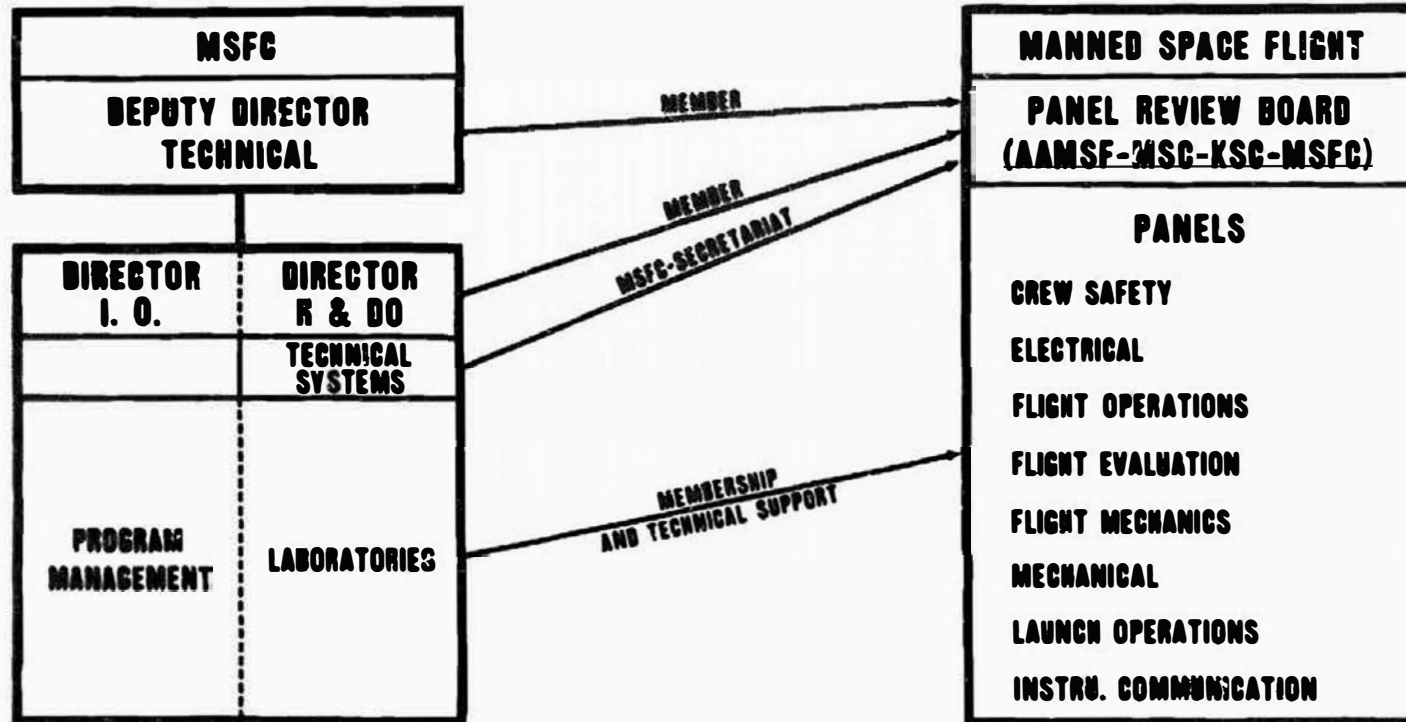 MSFC
DEPUTY DIRECTOR
TECHNICAL
DIRECTOR
I. O.
DIRECTOR
R & DO
TECHNICAL
SYSTEMS
PROGRAM
MANAGEMENT
LABORATORIES
MEMBER
MEMBER
MSFC-SECRETARIAT
MEMBERSHIP
AND TECHNICAL SUPPORT
MANNED SPACE FLIGHT
PANEL REVIEW BOARD
(AAMSF-MSC-KSC-MSFC)
PANELS
CREW SAFETY
ELECTRICAL
FLIGHT OPERATIONS
FLIGHT EVALUATION
FLIGHT MECHANICS
MECHANICAL
LAUNCH OPERATIONS
INSTRU. COMMUNICATION